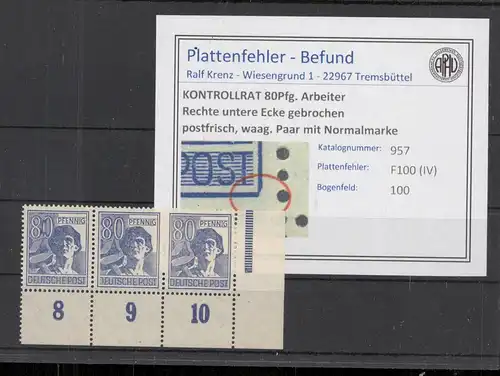 Plattenfehler - Befund
Ralf Krenz - Wiesengrund 1 - 22967 Tremsbüttel
KONTROLLRAT 80Pfg. Arbeiter
Rechte untere Ecke gebrochen
postfrisch, waag. Paar mit Normalmarke
Katalognummer: 957
Plattenfehler: F100 (IV)
Bogenfeld: 100
POST
80 PFENNIG 80 PFENNIG 80 PFENNIG
DEUTSCHE POST DEUTSCHE POST DEUTSCHE POST
8 9 10